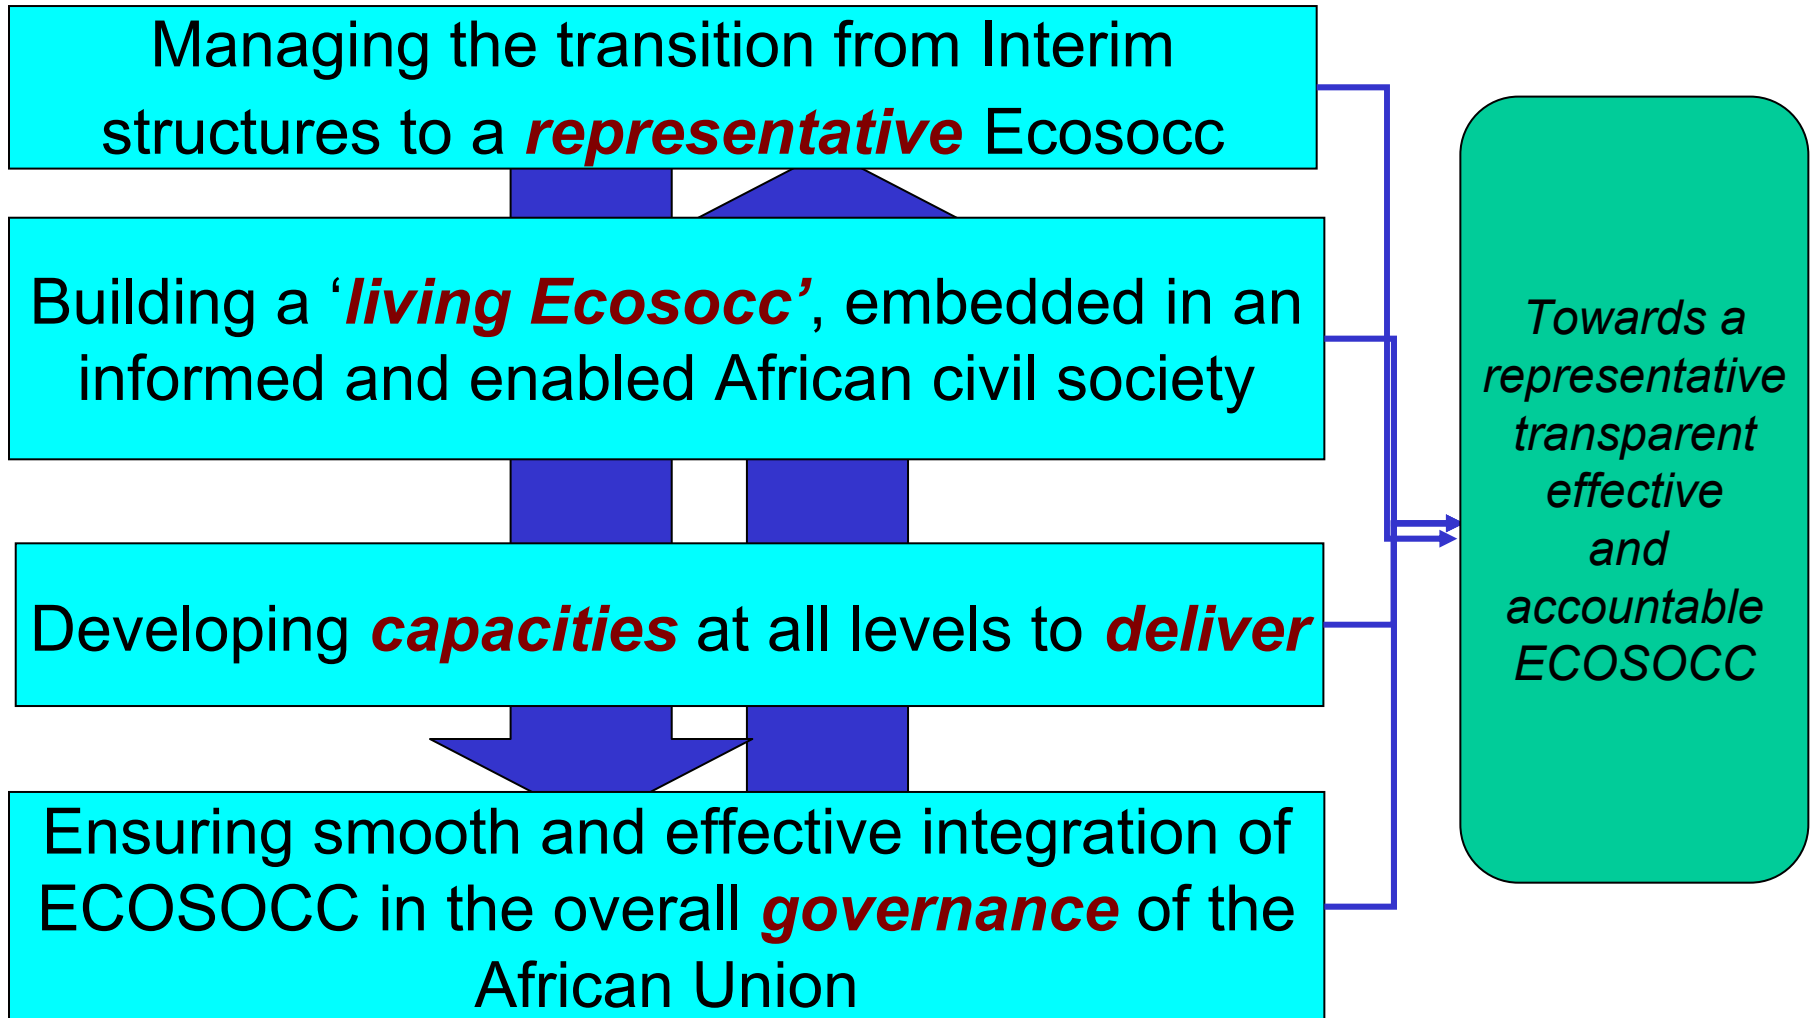 Managing the transition from Interim
structures to a representative Ecosocc
Building a ‘living Ecosocc’, embedded in an
informed and enabled African civil society
Developing capacities at all levels to deliver
Ensuring smooth and effective integration of
ECOSOCC in the overall governance of the
African Union
Towards a
representative
transparent
effective
and
accountable
ECOSOCC